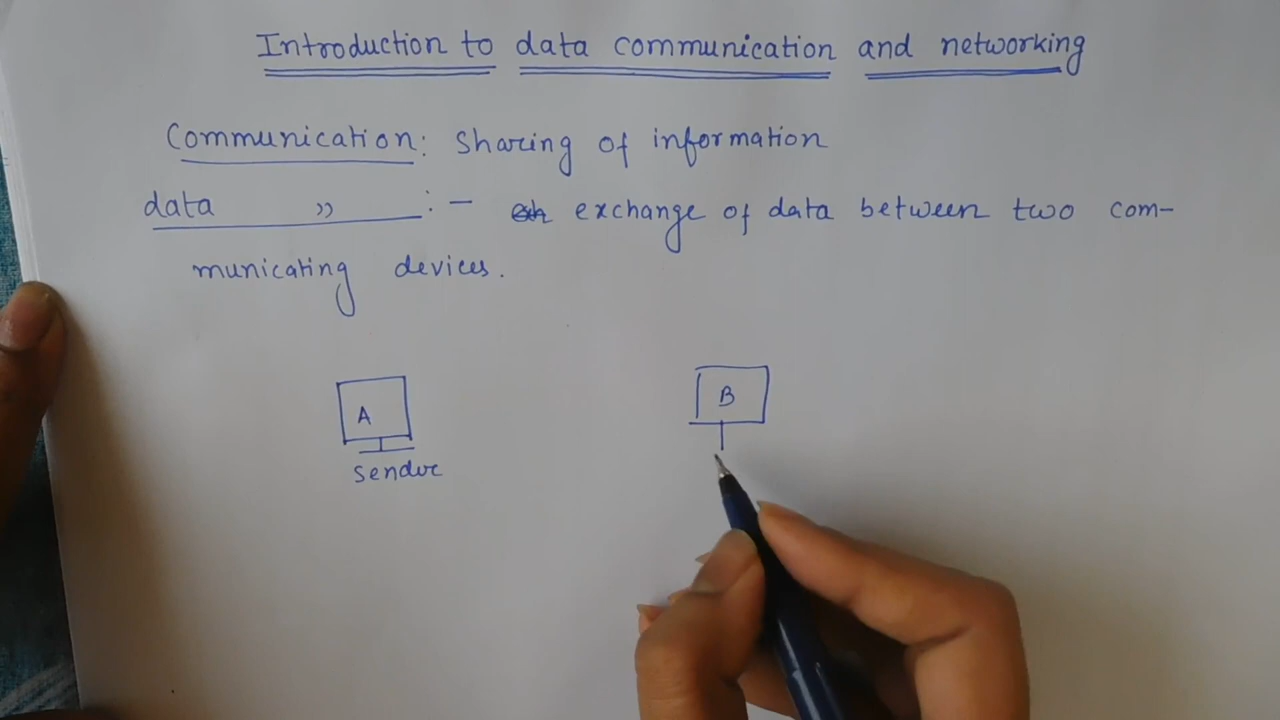 Introduction to data communication and networking
Communication: Sharing of information
data " : - exchange of data between two com-
municating devices.
A
B
Sender